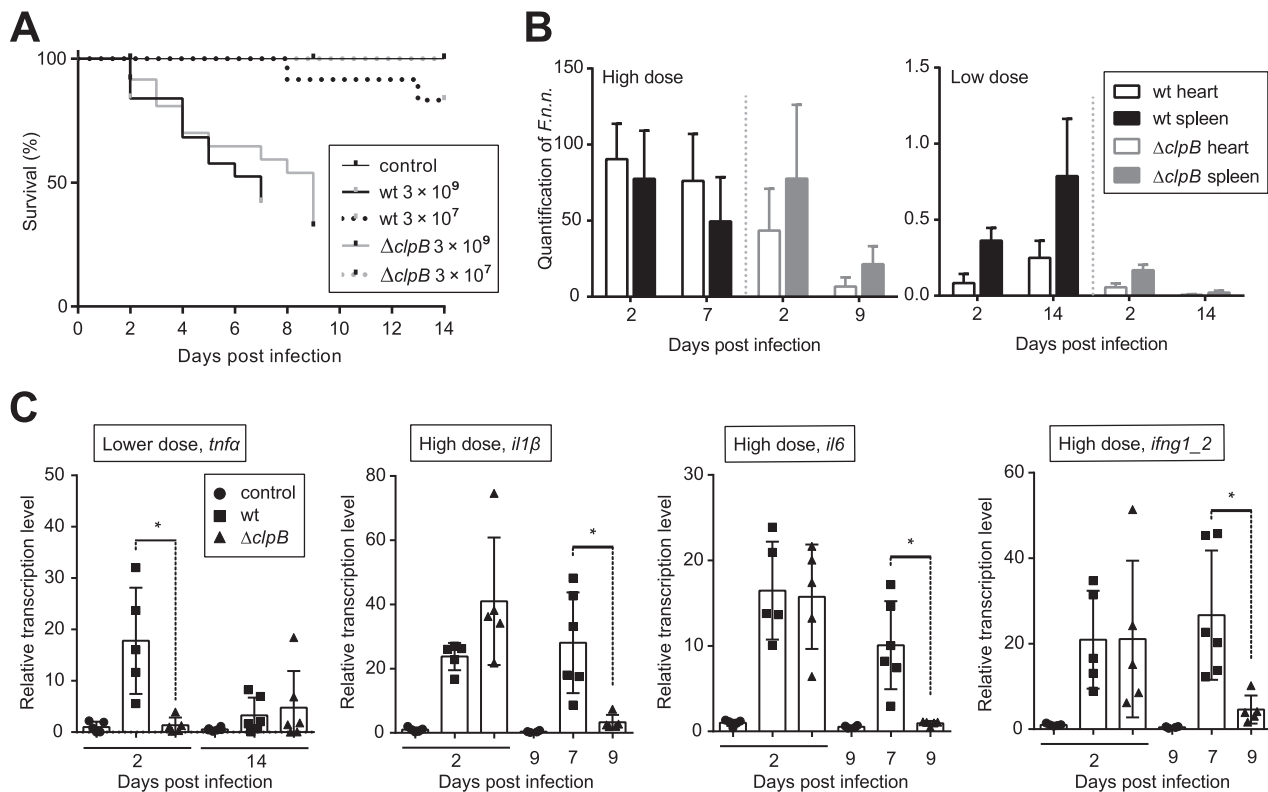 A
Survival (%)
100
50
0
0 2 4 6 8 10 12 14
Days post infection
control
wt 3 × 10⁹
wt 3 × 10⁷
ΔclpB 3 × 10⁹
ΔclpB 3 × 10⁷
B
Quantification of F.n.n.
High dose
150
100
50
0
2 7 2 9
Days post infection
Low dose
1.5
1.0
0.5
0.0
2 14 2 14
Days post infection
wt heart
wt spleen
ΔclpB heart
ΔclpB spleen
C
Lower dose, tnfα
Relative transcription level
50
40
30
20
10
0
control
wt
ΔclpB
*
2 14
Days post infection
High dose, il1β
Relative transcription level
80
60
40
20
0
*
2 9 7 9
Days post infection
High dose, il6
Relative transcription level
30
20
10
0
*
2 9 7 9
Days post infection
High dose, ifng1_2
Relative transcription level
60
40
20
0
*
2 9 7 9
Days post infection